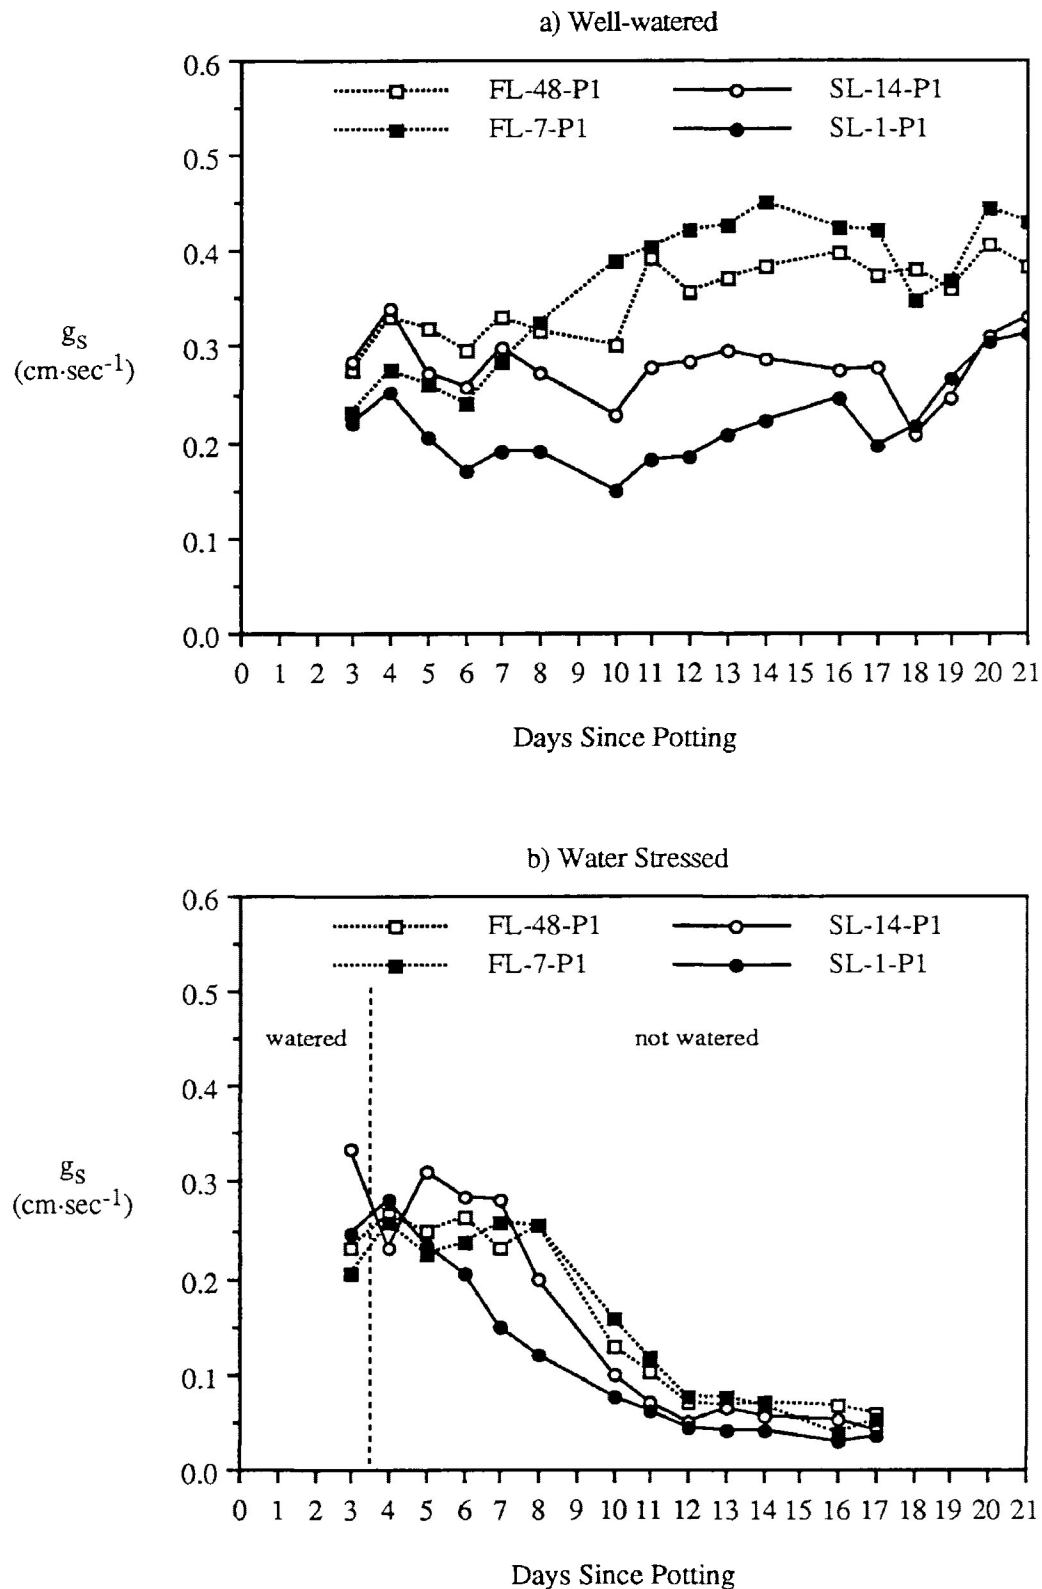 a) Well-watered
0.6
FL-48-P1 SL-14-P1
FL-7-P1 SL-1-P1
0.5
0.4
gs
(cm·sec-1)
0.3
0.2
0.1
0.0
0 1 2 3 4 5 6 7 8 9 10 11 12 13 14 15 16 17 18 19 20 21
Days Since Potting
b) Water Stressed
0.6
FL-48-P1 SL-14-P1
FL-7-P1 SL-1-P1
0.5
watered not watered
0.4
gs
(cm·sec-1)
0.3
0.2
0.1
0.0
0 1 2 3 4 5 6 7 8 9 10 11 12 13 14 15 16 17 18 19 20 21
Days Since Potting